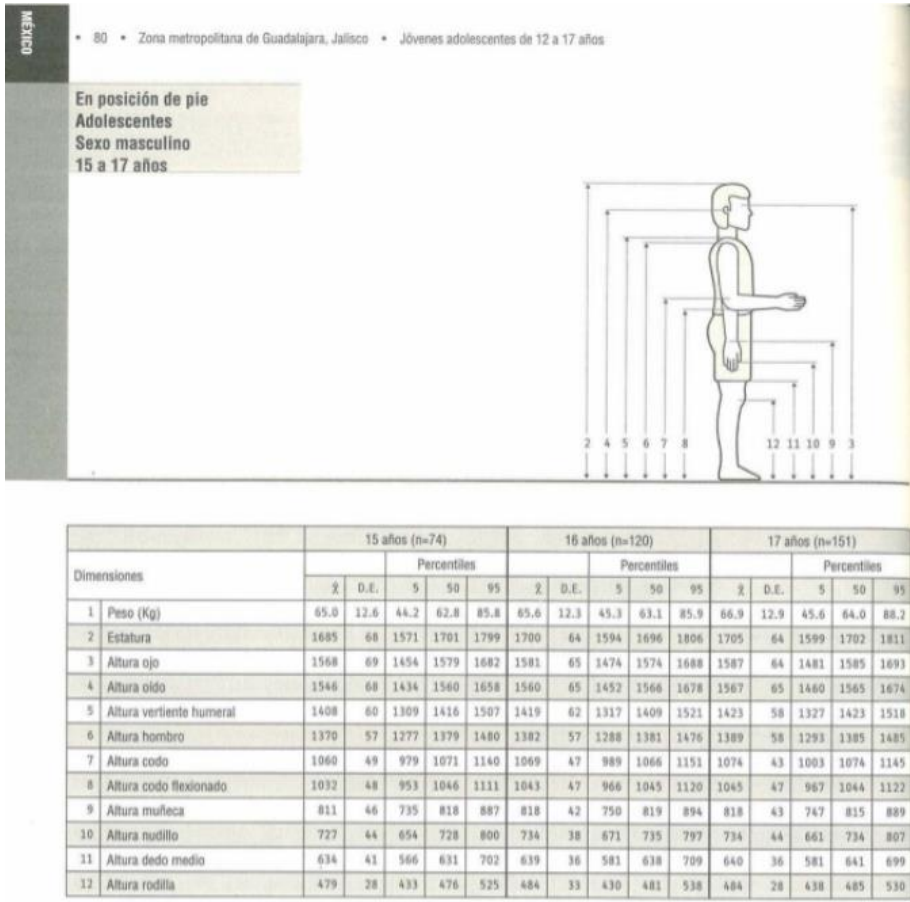 MÉXICO
• 80 • Zona metropolitana de Guadalajara, Jalisco • Jóvenes adolescentes de 12 a 17 años
En posición de pie
Adolescentes
Sexo masculino
15 a 17 años
2 4 5 6 7 8 12 11 10 9 3
15 años (n=74) 16 años (n=120) 17 años (n=151)
Dimensiones Percentiles Percentiles Percentiles
x̄ D.E. 5 50 95 x̄ D.E. 5 50 95 x̄ D.E. 5 50 95
1 Peso (Kg) 65.0 12.6 44.2 62.8 85.8 65.6 12.3 45.3 63.1 85.9 66.9 12.9 45.6 64.0 88.2
2 Estatura 1685 68 1571 1701 1799 1700 64 1594 1696 1806 1705 64 1599 1702 1811
3 Altura ojo 1568 69 1454 1579 1682 1581 65 1474 1574 1688 1587 64 1481 1585 1693
4 Altura oído 1546 68 1434 1560 1658 1560 65 1452 1566 1678 1567 65 1460 1565 1674
5 Altura vertiente humeral 1408 60 1309 1416 1507 1419 62 1317 1409 1521 1423 58 1327 1423 1518
6 Altura hombro 1370 57 1277 1379 1480 1382 57 1288 1381 1476 1389 58 1293 1385 1485
7 Altura codo 1060 49 979 1071 1140 1069 47 989 1066 1151 1074 43 1003 1074 1145
8 Altura codo flexionado 1032 48 953 1046 1111 1043 47 966 1045 1120 1045 47 967 1044 1122
9 Altura muñeca 811 46 735 818 887 818 42 750 819 894 818 43 747 815 889
10 Altura nudillo 727 44 654 728 800 734 38 671 735 797 734 44 661 734 807
11 Altura dedo medio 634 41 566 631 702 639 36 581 638 709 640 36 581 641 699
12 Altura rodilla 479 28 433 476 525 484 33 430 481 538 484 28 438 485 530